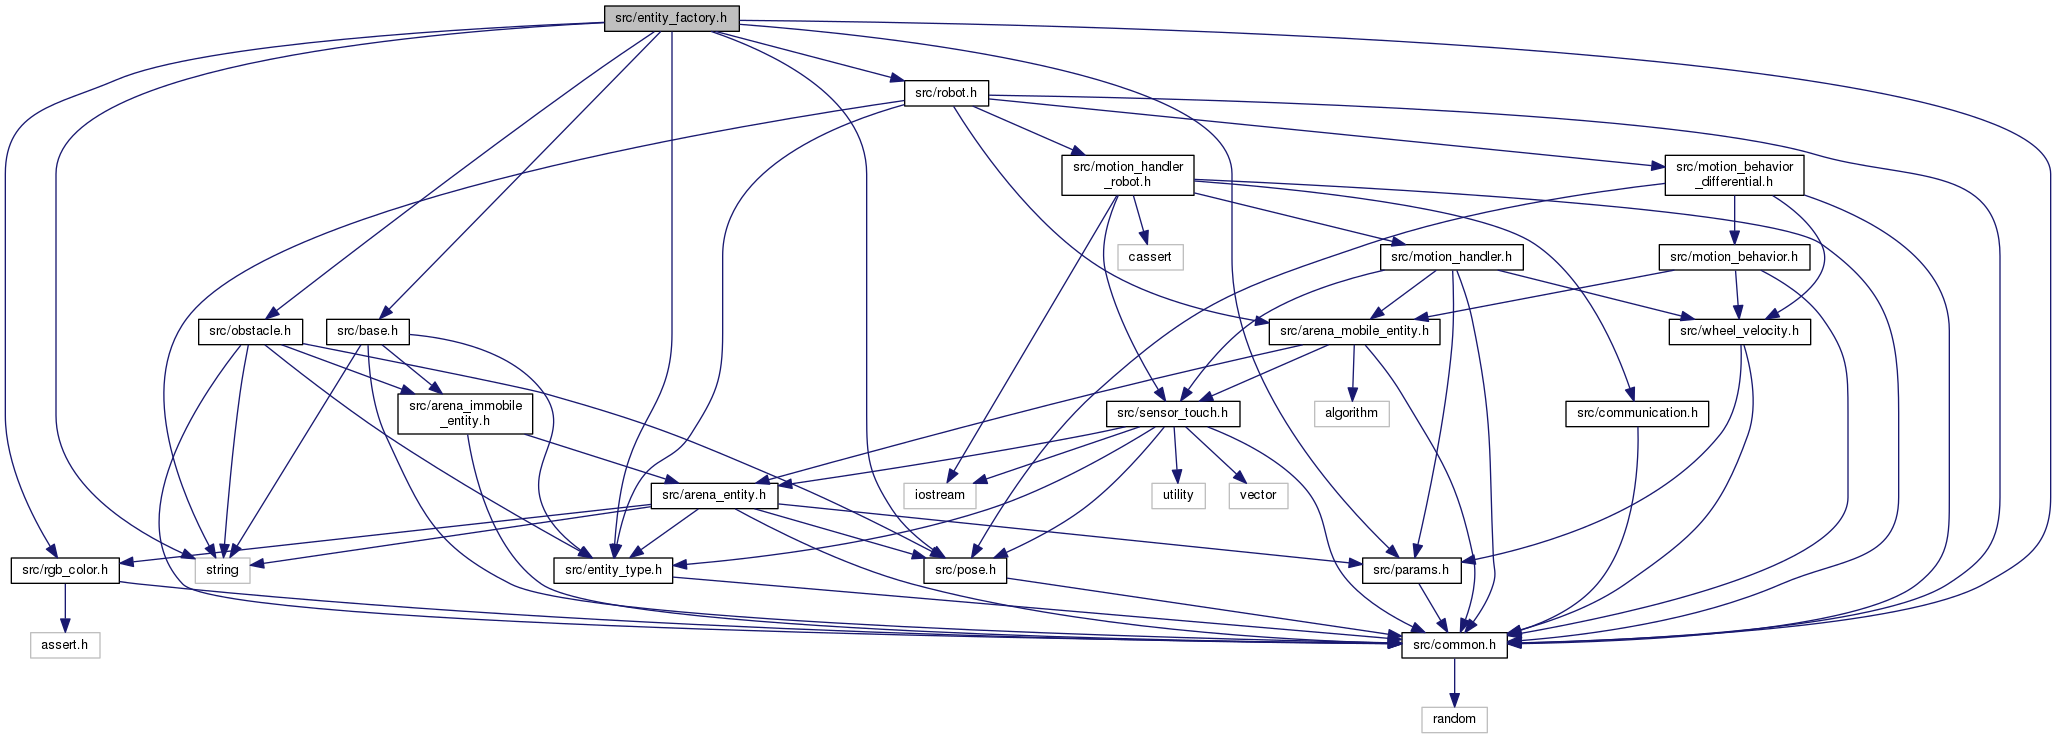 src/entity_factory.h
src/robot.h
src/motion_handler
_robot.h
src/motion_behavior
_differential.h
cassert
src/motion_handler.h
src/motion_behavior.h
src/obstacle.h
src/base.h
src/arena_mobile_entity.h
src/wheel_velocity.h
src/arena_immobile
_entity.h
src/sensor_touch.h
algorithm
src/communication.h
src/arena_entity.h
iostream
utility
vector
src/rgb_color.h
string
src/entity_type.h
src/pose.h
src/params.h
assert.h
src/common.h
random